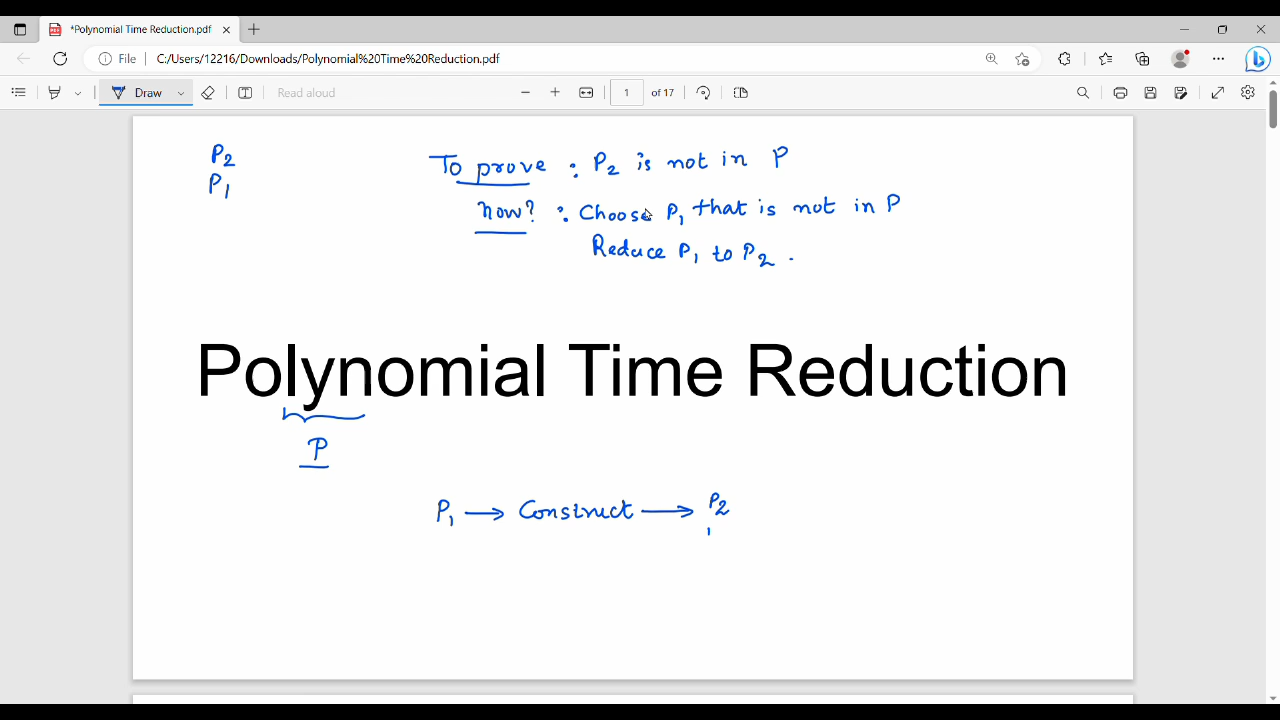 *Polynomial Time Reduction.pdf
File C:/Users/12216/Downloads/Polynomial%20Time%20Reduction.pdf
Draw Read aloud 1 of 17
P2
P1
To prove : P2 is not in P
how? : Choose P1 that is not in P
Reduce P1 to P2 .
Polynomial Time Reduction
P
P1 → Construct → P2